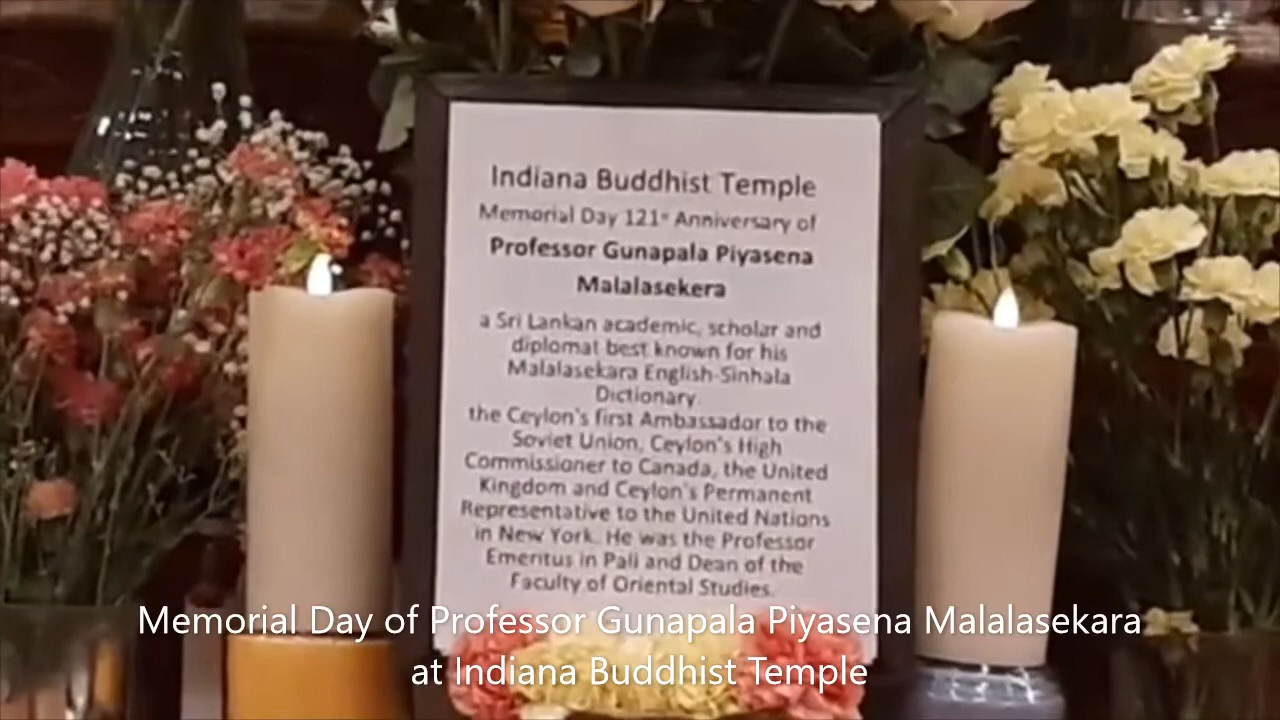 Indiana Buddhist Temple
Memorial Day 121st Anniversary of
Professor Gunapala Piyasena
Malalasekera
a Sri Lankan academic, scholar and
diplomat best known for his
Malalasekara English-Sinhala
Dictionary.
the Ceylon's first Ambassador to the
Soviet Union, Ceylon's High
Commissioner to Canada, the United
Kingdom and Ceylon's Permanent
Representative to the United Nations
in New York. He was the Professor
Emeritus in Pali and Dean of the
Faculty of Oriental Studies.
Memorial Day of Professor Gunapala Piyasena Malalasekara
at Indiana Buddhist Temple